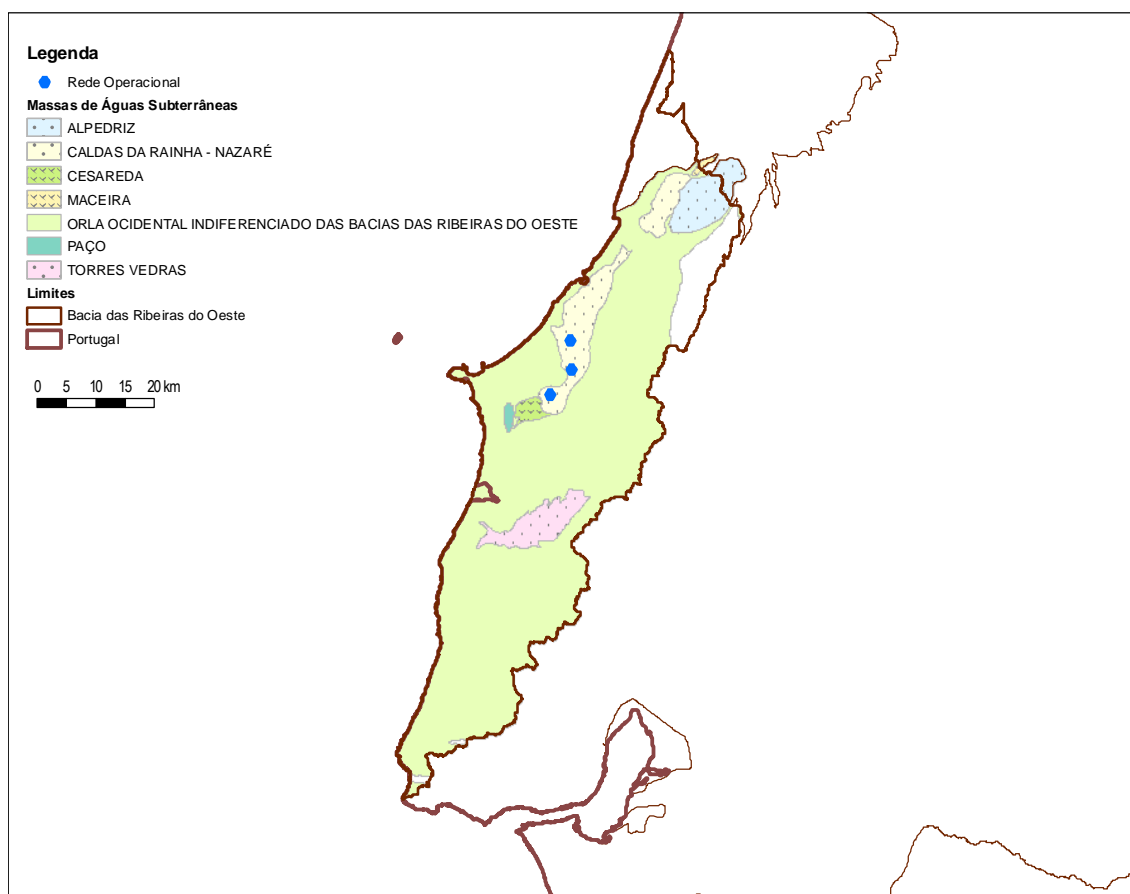 Legenda
Rede Operacional
Massas de Águas Subterrâneas
ALPEDRIZ
CALDAS DA RAINHA - NAZARÉ
CESAREDA
MACEIRA
ORLA OCIDENTAL INDIFERENCIADO DAS BACIAS DAS RIBEIRAS DO OESTE
PAÇO
TORRES VEDRAS
Limites
Bacia das Ribeiras do Oeste
Portugal
0 5 10 15 20 km